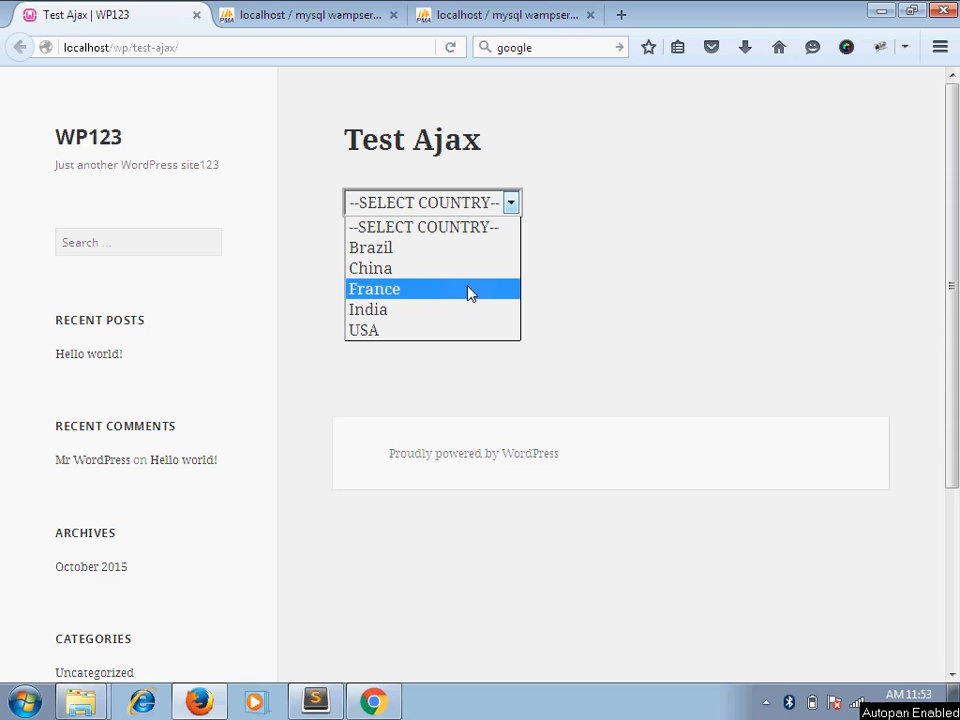 Test Ajax | WP123
localhost / mysql wampser...
localhost / mysql wampser...
localhost/wp/test-ajax/
google
WP123
Just another WordPress site123
Search ...
RECENT POSTS
Hello world!
RECENT COMMENTS
Mr WordPress on Hello world!
ARCHIVES
October 2015
CATEGORIES
Uncategorized
Test Ajax
--SELECT COUNTRY--
--SELECT COUNTRY--
Brazil
China
France
India
USA
Proudly powered by WordPress
AM 11:53
Autopan Enabled